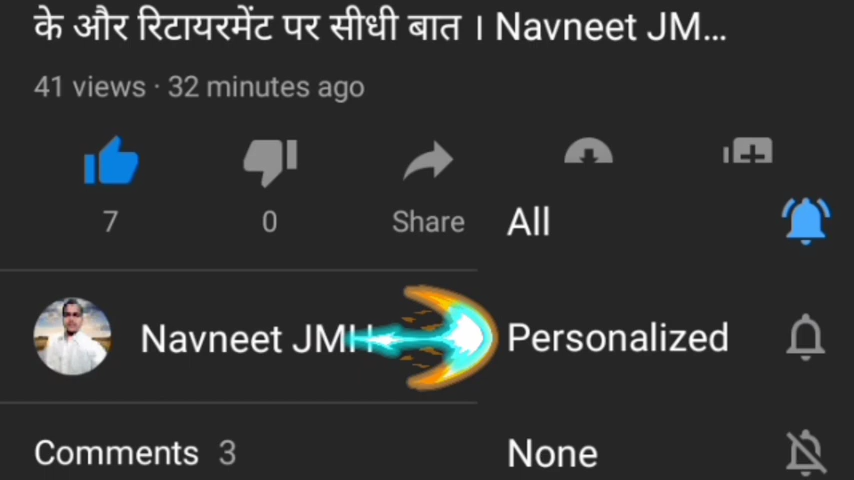 के और रिटायरमेंट पर सीधी बात । Navneet JM...
41 views · 32 minutes ago
7
0
Share
All
Navneet JMH
Personalized
Comments 3
None